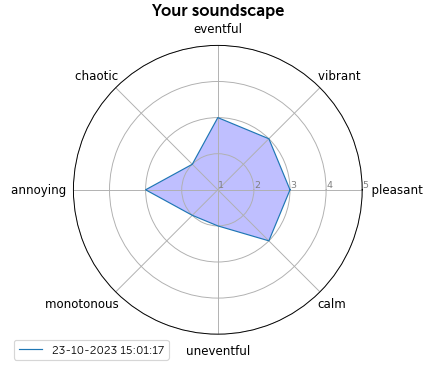 Your soundscape
eventful
chaotic
vibrant
annoying
1
2
3
4
5
pleasant
monotonous
calm
uneventful
23-10-2023 15:01:17